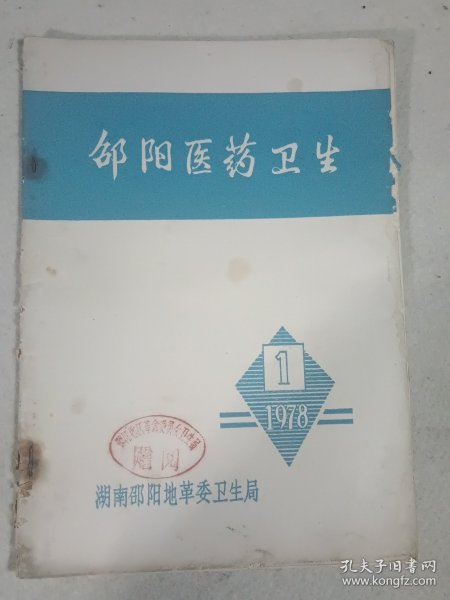 邵阳医药卫生
1
1978
赠阅
湖南邵阳地革委卫生局
孔夫子旧书网
www.kongfz.com